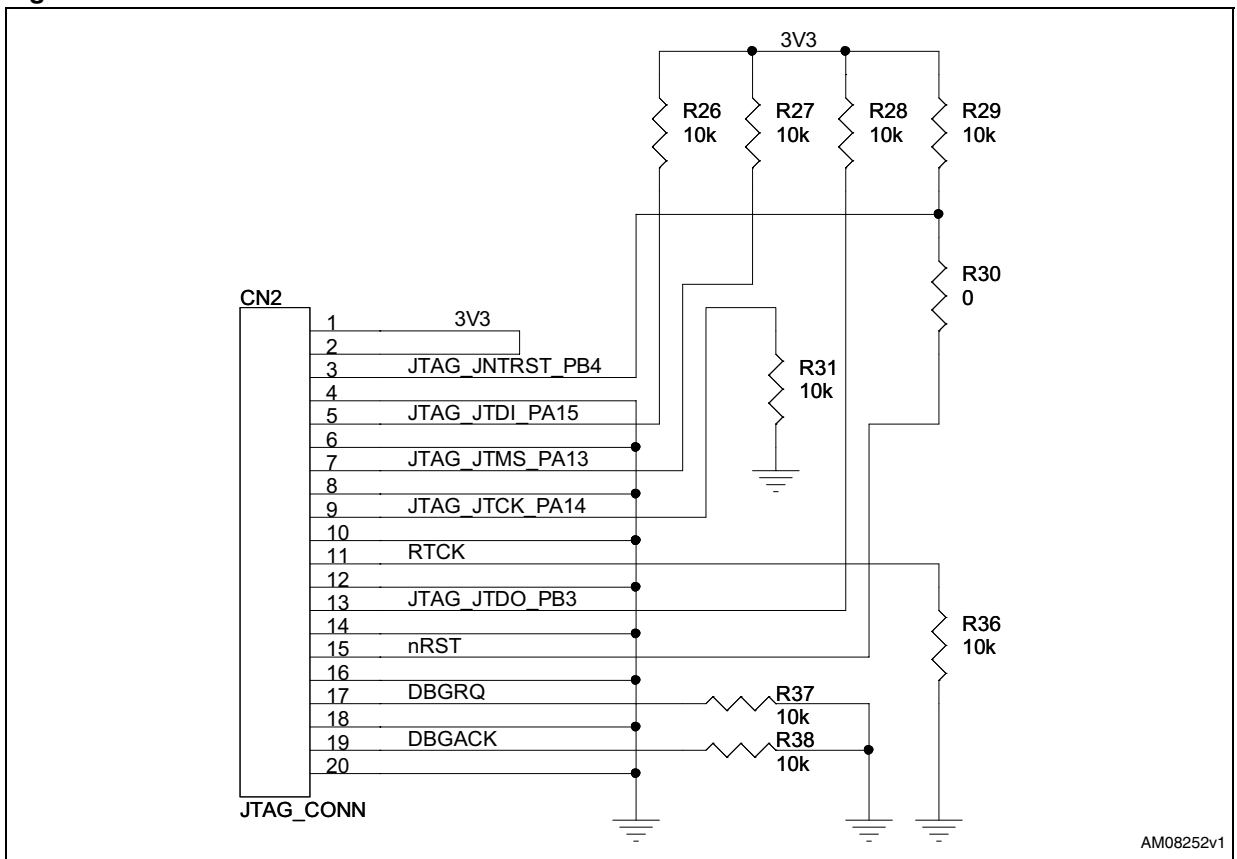 3V3
R26
10k
R27
10k
R28
10k
R29
10k
R30
0
CN2
1
3V3
2
3
JTAG_JNTRST_PB4
R31
10k
4
5
JTAG_JTDI_PA15
6
7
JTAG_JTMS_PA13
8
9
JTAG_JTCK_PA14
10
11
RTCK
12
13
JTAG_JTDO_PB3
R36
10k
14
15
nRST
16
17
DBGRQ
R37
10k
18
19
DBGACK
R38
10k
20
JTAG_CONN
AM08252v1